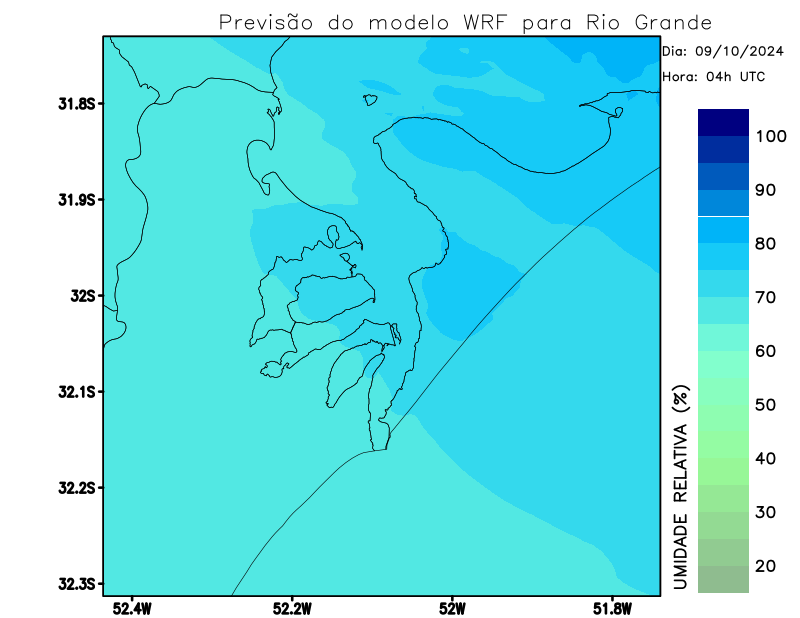 Previsão do modelo WRF para Rio Grande
Dia: 09/10/2024
Hora: 04h UTC
31.8S
31.9S
32S
32.1S
32.2S
32.3S
52.4W
52.2W
52W
51.8W
100
90
80
70
60
50
40
30
20
UMIDADE RELATIVA (%)